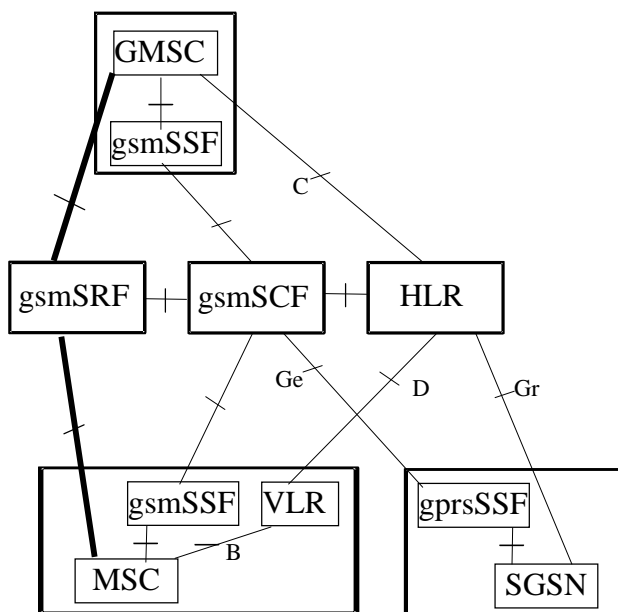 GMSC
gsmSSF
C
gsmSRF
gsmSCF
HLR
Ge
D
Gr
gsmSSF
VLR
gprsSSF
B
MSC
SGSN